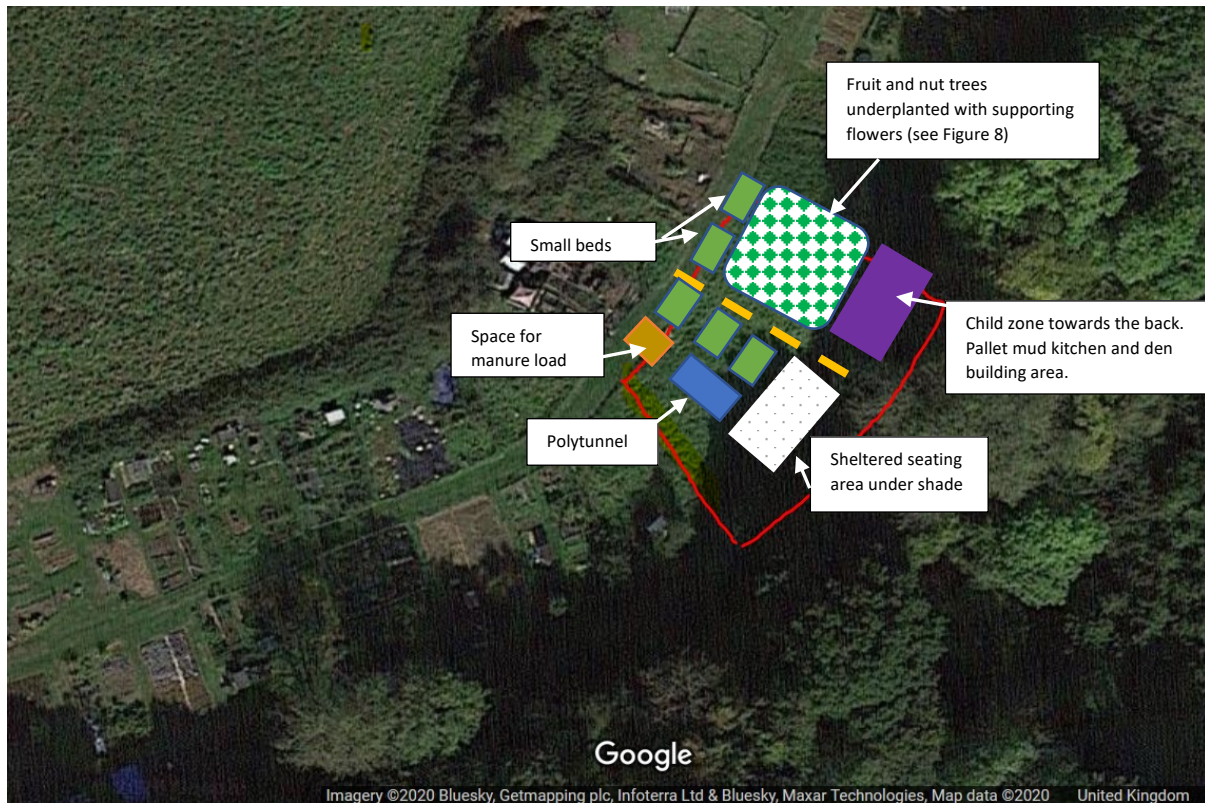 Fruit and nut trees
underplanted with supporting
flowers (see Figure 8)
Small beds
Space for
manure load
Child zone towards the back.
Pallet mud kitchen and den
building area.
Polytunnel
Sheltered seating
area under shade
Google
Imagery ©2020 Bluesky, Getmapping plc, Infoterra Ltd & Bluesky, Maxar Technologies, Map data ©2020 United Kingdom